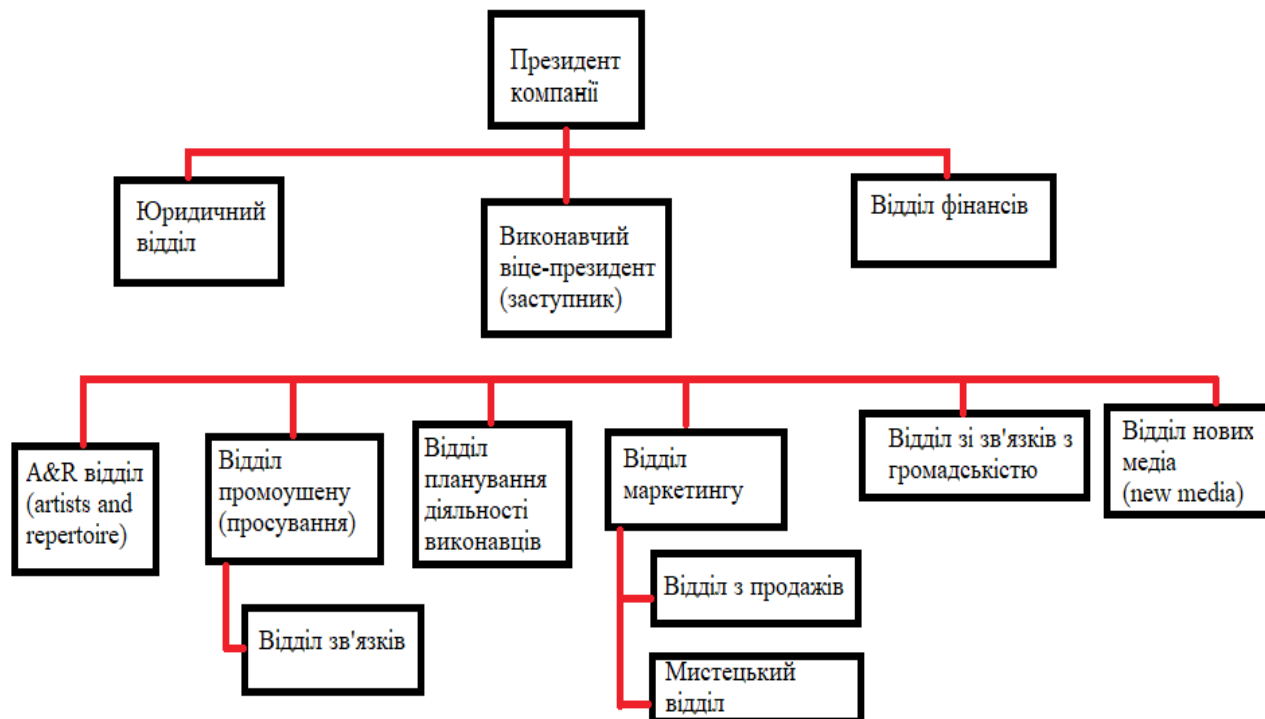 Президент
компанії
Юридичний
відділ
Виконавчий
віце-президент
(заступник)
Відділ фінансів
A&R відділ
(artists and
repertoire)
Відділ
промоушену
(просування)
Відділ
планування
діяльності
виконавців
Відділ
маркетингу
Відділ зі зв'язків з
громадськістю
Відділ нових
медіа
(new media)
Відділ зв'язків
Відділ з продажів
Мистецький
відділ